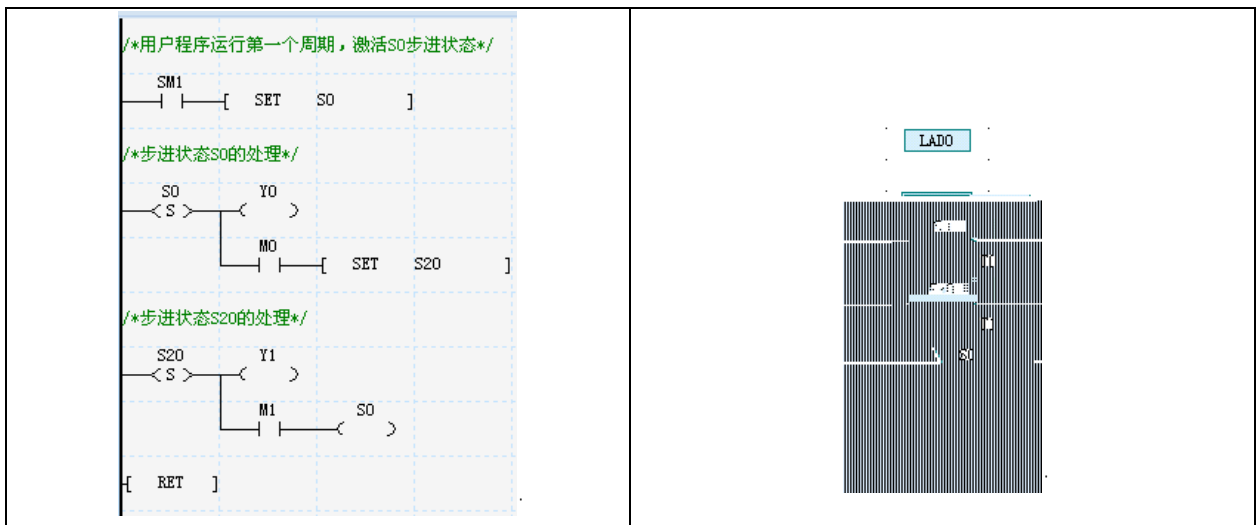 /*用户程序运行第一个周期，激活S0步进状态*/
SM1
[ SET S0 ]
/*步进状态S0的处理*/
S0 Y0
S
M0
[ SET S20 ]
/*步进状态S20的处理*/
S20 Y1
S
M1 S0
[ RET ]
LAD0
S0